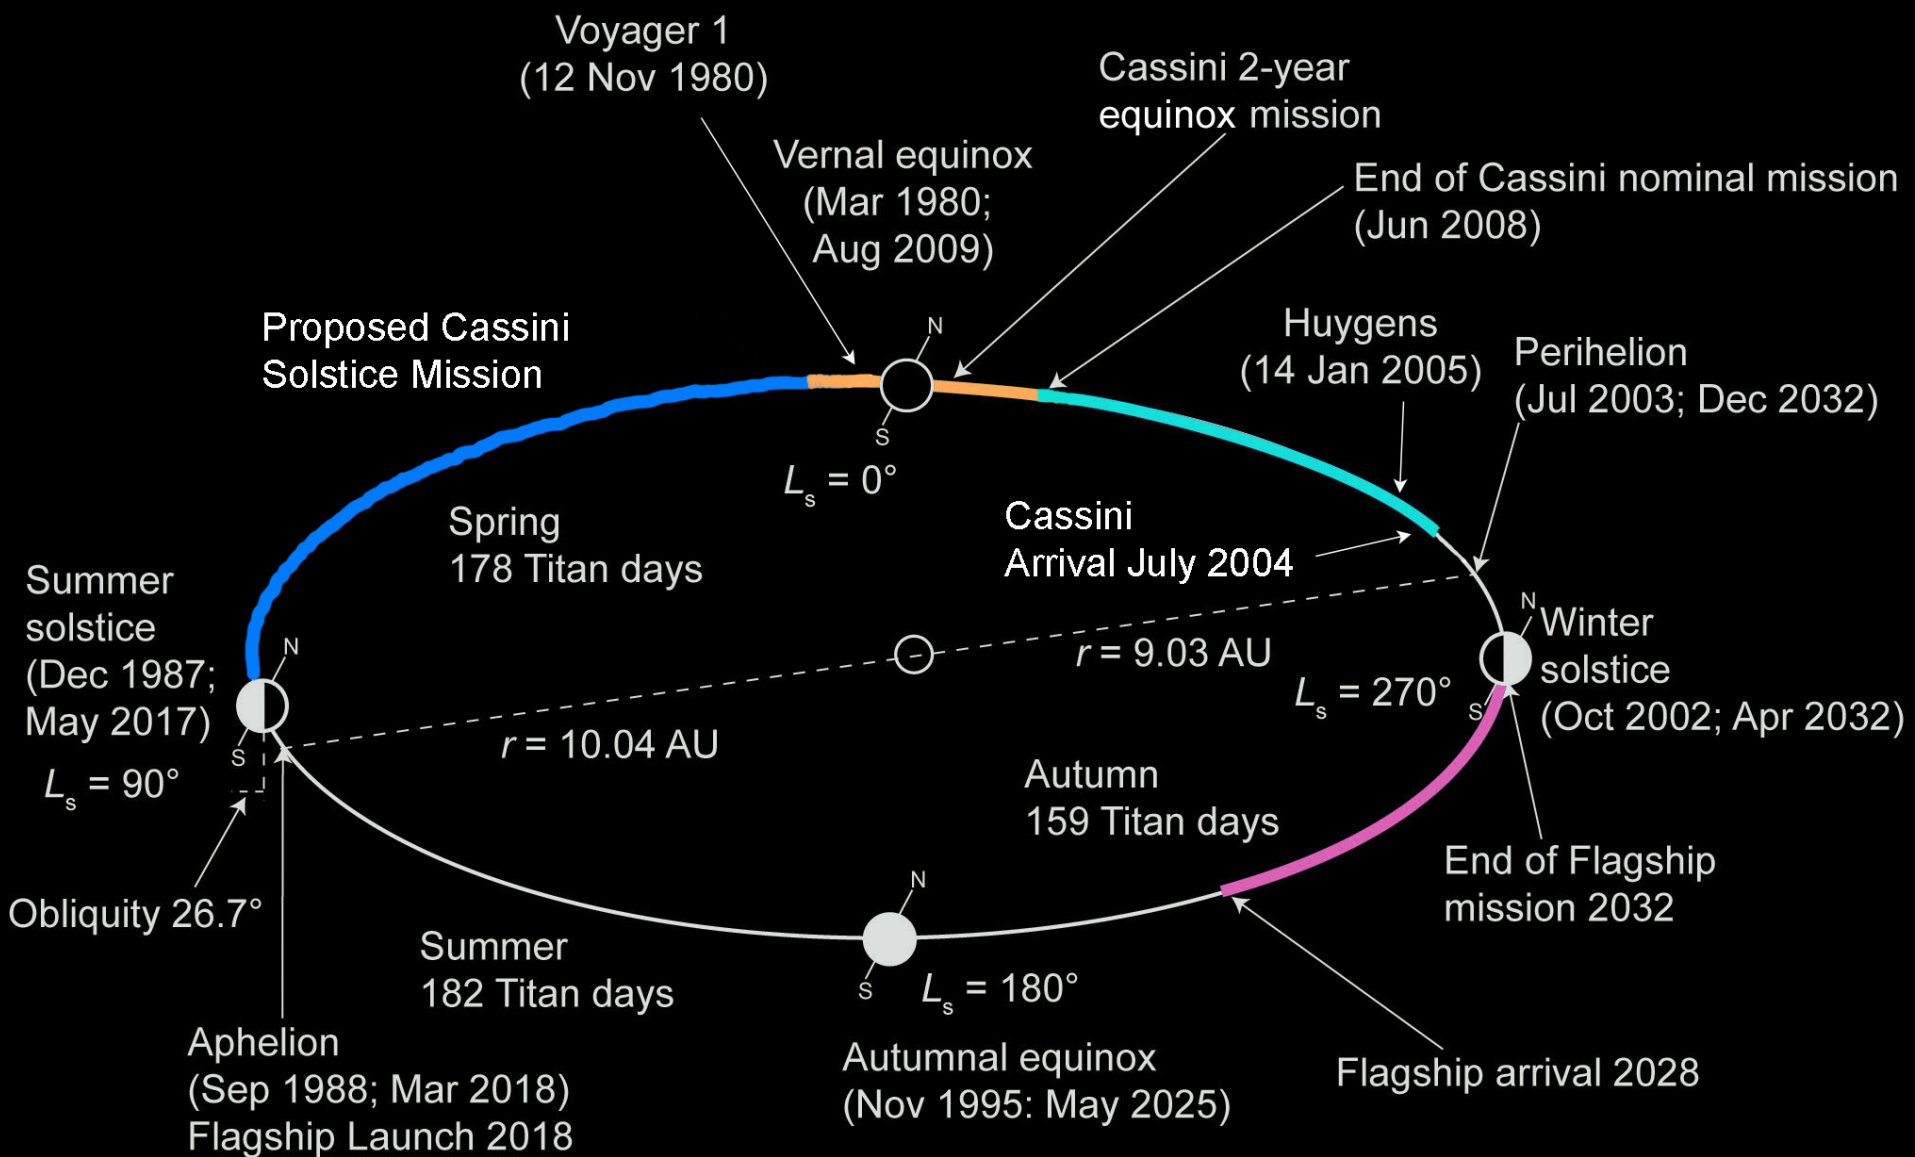 Voyager 1
(12 Nov 1980)
Cassini 2-year
equinox mission
Vernal equinox
(Mar 1980;
Aug 2009)
End of Cassini nominal mission
(Jun 2008)
Proposed Cassini
Solstice Mission
Huygens
(14 Jan 2005)
Perihelion
(Jul 2003; Dec 2032)
N
S
Ls = 0°
Spring
178 Titan days
Cassini
Arrival July 2004
Summer
solstice
(Dec 1987;
May 2017)
N
S
Ls = 90°
r = 9.03 AU
r = 10.04 AU
N
S
Ls = 270°
Winter
solstice
(Oct 2002; Apr 2032)
Autumn
159 Titan days
End of Flagship
mission 2032
Obliquity 26.7°
Summer
182 Titan days
N
S
Ls = 180°
Aphelion
(Sep 1988; Mar 2018)
Flagship Launch 2018
Autumnal equinox
(Nov 1995: May 2025)
Flagship arrival 2028